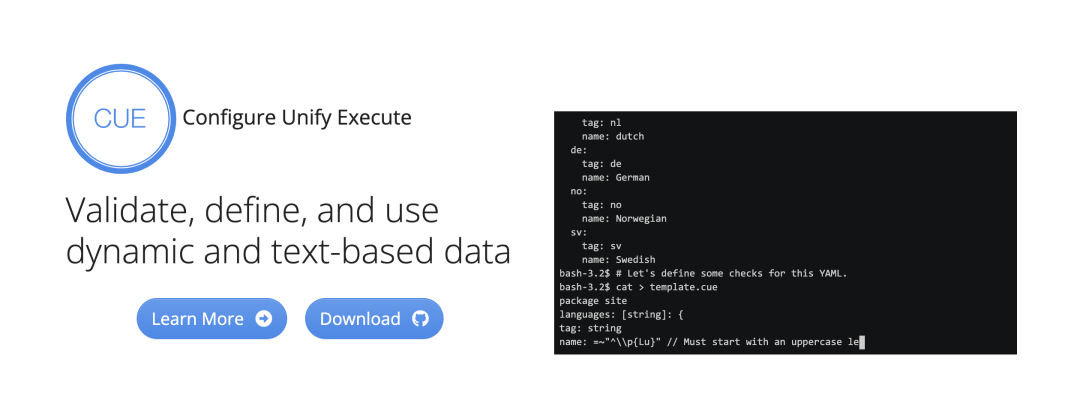 CUE
Configure Unify Execute
Validate, define, and use
dynamic and text-based data
Learn More
Download
tag: nl
name: dutch
de:
tag: de
name: German
no:
tag: no
name: Norwegian
sv:
tag: sv
name: Swedish
bash-3.2$ # Let's define some checks for this YAML.
bash-3.2$ cat > template.cue
package site
languages: [string]: {
tag: string
name: =~"^\\p{Lu}" // Must start with an uppercase le